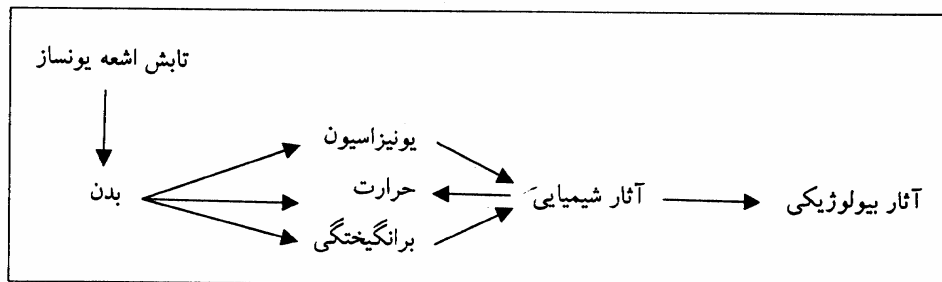 تابش اشعه یونساز
یونیزاسیون
بدن
حرارت
آثار شیمیایی
آثار بیولوژیکی
برانگیختگی